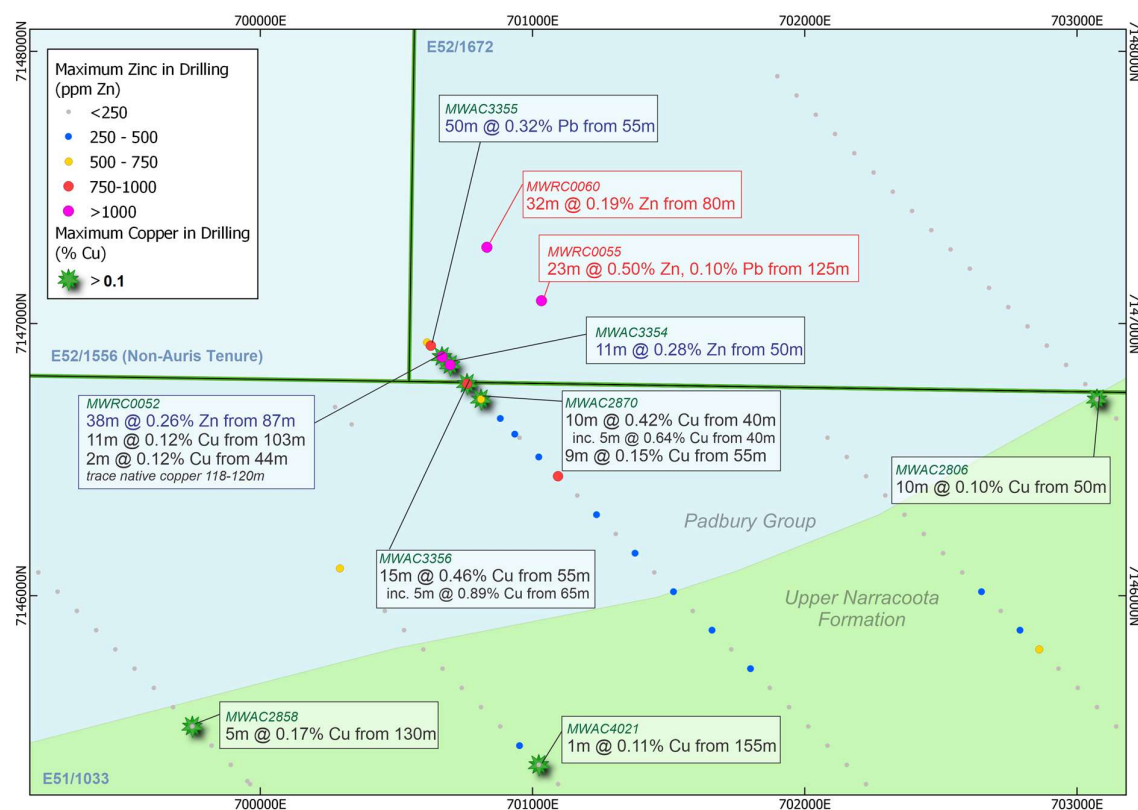 700000E
701000E
702000E
703000E
7148000N
7148000N
E52/1672
Maximum Zinc in Drilling
(ppm Zn)
<250
250 - 500
500 - 750
750-1000
>1000
Maximum Copper in Drilling
(% Cu)
> 0.1
MWAC3355
50m @ 0.32% Pb from 55m
MWRC0060
32m @ 0.19% Zn from 80m
MWRC0055
23m @ 0.50% Zn, 0.10% Pb from 125m
7147000N
7147000N
MWAC3354
11m @ 0.28% Zn from 50m
E52/1556 (Non-Auris Tenure)
MWRC0052
38m @ 0.26% Zn from 87m
11m @ 0.12% Cu from 103m
2m @ 0.12% Cu from 44m
trace native copper 118-120m
MWAC2870
10m @ 0.42% Cu from 40m
inc. 5m @ 0.64% Cu from 40m
9m @ 0.15% Cu from 55m
MWAC2806
10m @ 0.10% Cu from 50m
Padbury Group
MWAC3356
15m @ 0.46% Cu from 55m
inc. 5m @ 0.89% Cu from 65m
7146000N
7146000N
Upper Narracoota
Formation
MWAC2858
5m @ 0.17% Cu from 130m
MWAC4021
1m @ 0.11% Cu from 155m
E51/1033
700000E
701000E
702000E
703000E